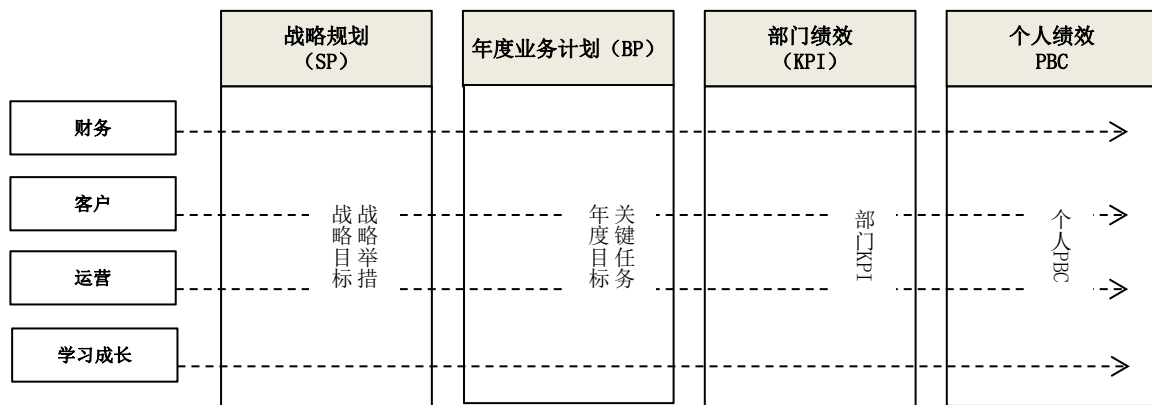 战略规划
（SP）
年度业务计划（BP）
部门绩效
（KPI）
个人绩效
PBC
财务
客户
运营
学习成长
战略举措
战略目标
关键任务
年度目标
部门KPI
个人PBC